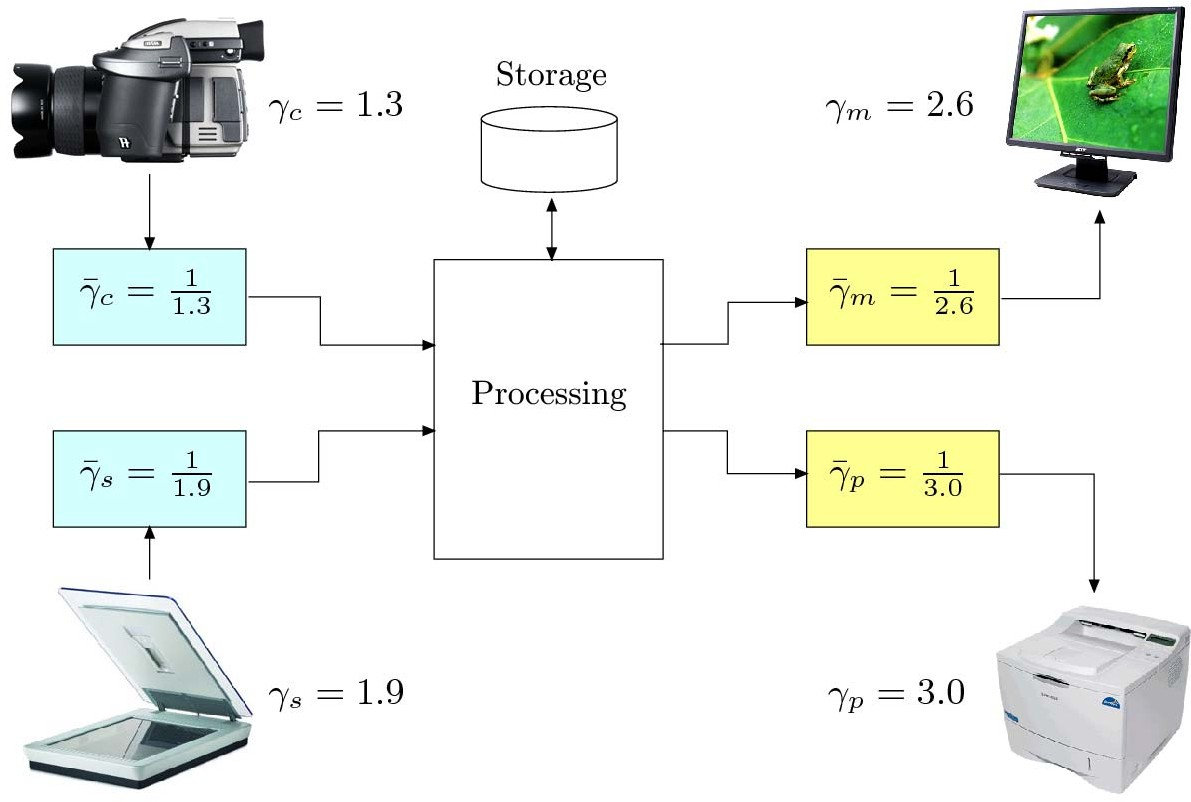 Storage
γc = 1.3
γm = 2.6
acer
γ̄c = 1/1.3
γ̄m = 1/2.6
Processing
γ̄s = 1/1.9
γ̄p = 1/3.0
γs = 1.9
γp = 3.0